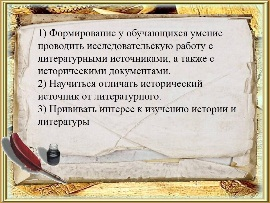 1) Формирование у обучающихся умение
проводить исследовательскую работу с
литературными источниками, а также с
историческими документами.
2) Научиться отличать исторический
источник от литературного.
3) Прививать интерес к изучению истории и
литературы